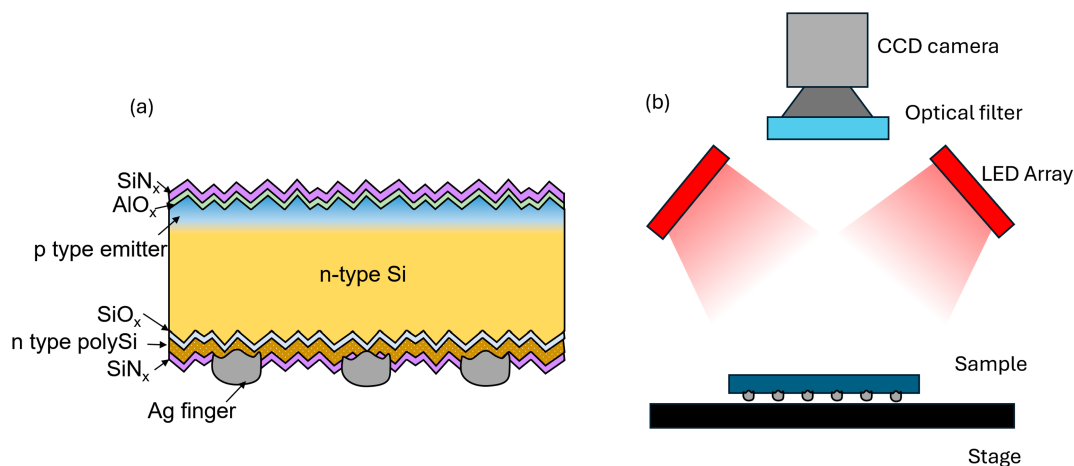 (a)
SiNₓ
AlOₓ
p type emitter
n-type Si
SiOₓ
n type polySi
SiNₓ
Ag finger
(b)
CCD camera
Optical filter
LED Array
Sample
Stage